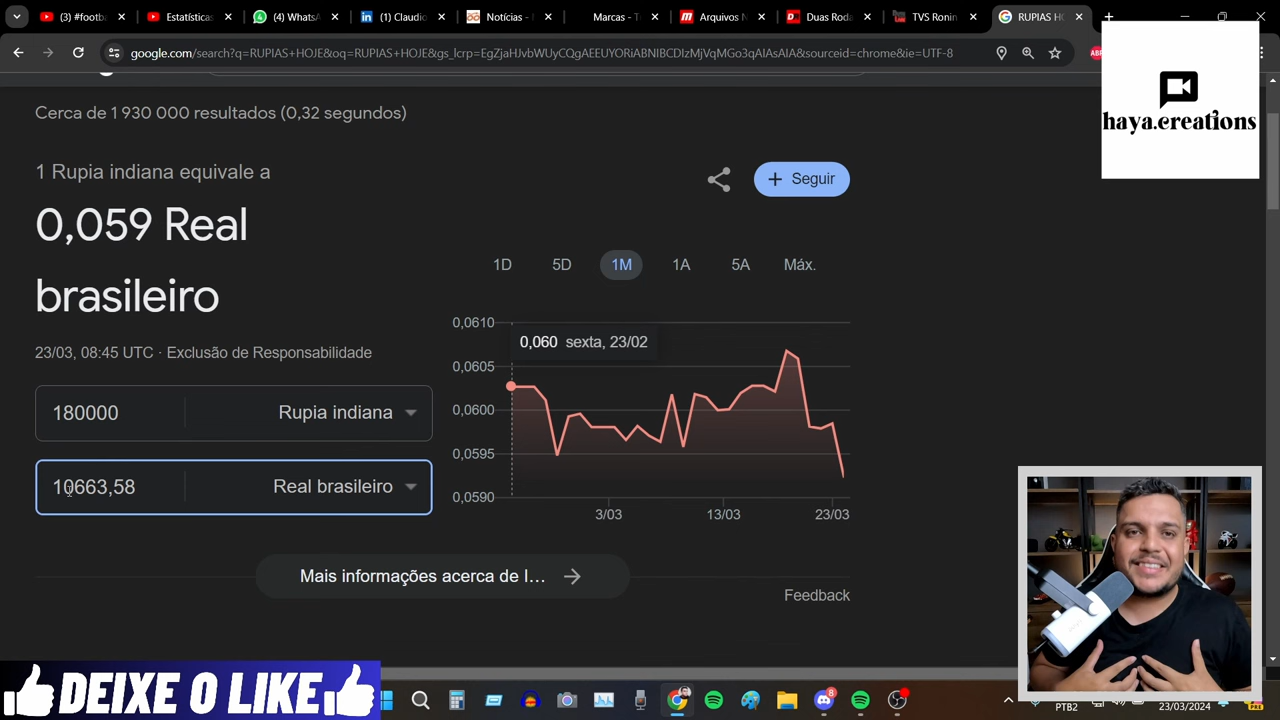 (3) #footba
Estatísticas
(4) WhatsA
(1) Claudio
Notícias -
Marcas - T
Arquivos M
Duas Roda
TVS Ronin
RUPIAS HO
google.com/search?q=RUPIAS+HOJE&oq=RUPIAS+HOJE&gs_lcrp=EgZjaHJvbWUyCQgAEEUYORiABNIBCDIzMjVqMGo3qAIAsAIA&sourceid=chrome&ie=UTF-8
haya.creations
Cerca de 1 930 000 resultados (0,32 segundos)
1 Rupia indiana equivale a
0,059 Real
brasileiro
Seguir
23/03, 08:45 UTC · Exclusão de Responsabilidade
180000 Rupia indiana
10663,58 Real brasileiro
1D 5D 1M 1A 5A Máx.
0,0610
0,060 sexta, 23/02
0,0605
0,0600
0,0595
0,0590
3/03 13/03 23/03
Mais informações acerca de I...
Feedback
DEIXE O LIKE
8
PTB2
23/03/2024
PRE